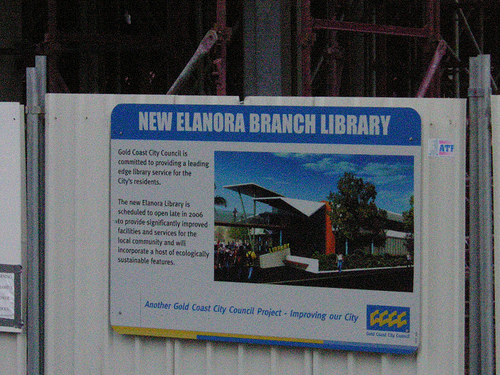 NEW ELANORA BRANCH LIBRARY
Gold Coast City Council is
committed to providing a leading
edge library service for the
City's residents.
The new Elanora Library is
scheduled to open late in 2006
to provide significantly improved
facilities and services for the
local community and will
incorporate a host of ecologically
sustainable features.
Another Gold Coast City Council Project - Improving our City
Gold Coast City Council
ATF